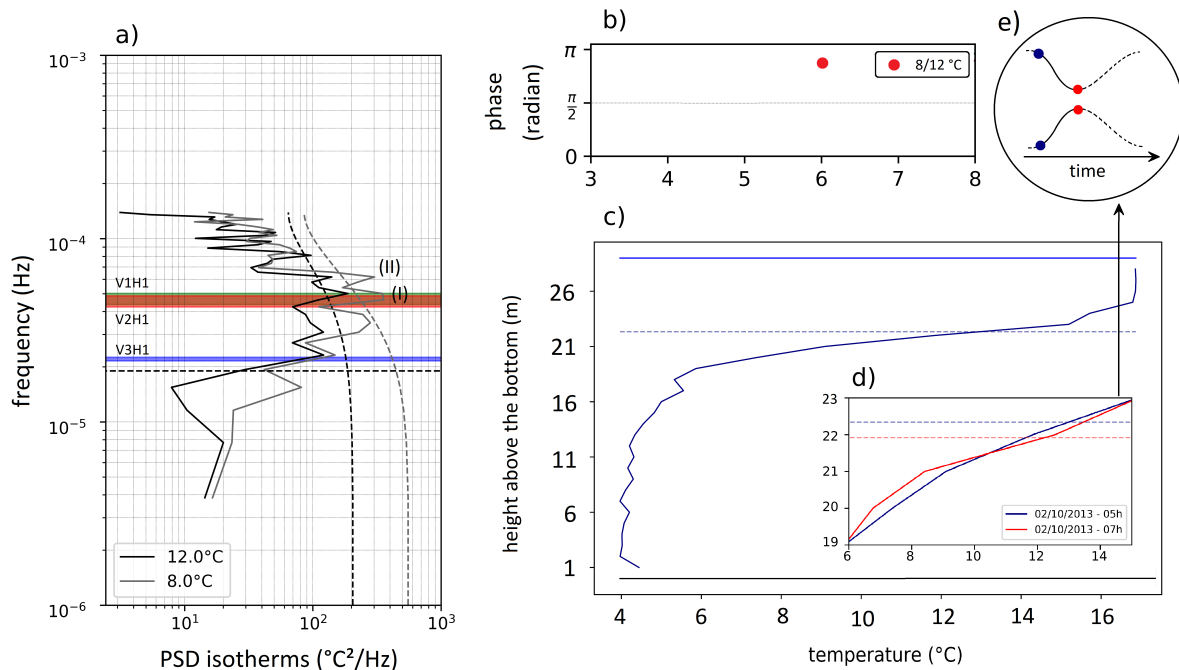 a)
10⁻³
10⁻⁴
10⁻⁵
10⁻⁶
frequency (Hz)
V1H1
V2H1
V3H1
(II)
(I)
12.0°C
8.0°C
10¹
10²
10³
PSD isotherms (°C²/Hz)
b)
phase
(radian)
π
π/2
0
8/12 °C
3 4 5 6 7 8
e)
time
c)
height above the bottom (m)
26
21
16
11
6
1
4 6 8 10 12 14 16
temperature (°C)
d)
23
22
21
20
19
02/10/2013 - 05h
02/10/2013 - 07h
6 8 10 12 14